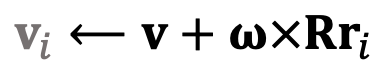 𝐯ᵢ ⟵ 𝐯 + 𝛚×𝐑𝐫ᵢ